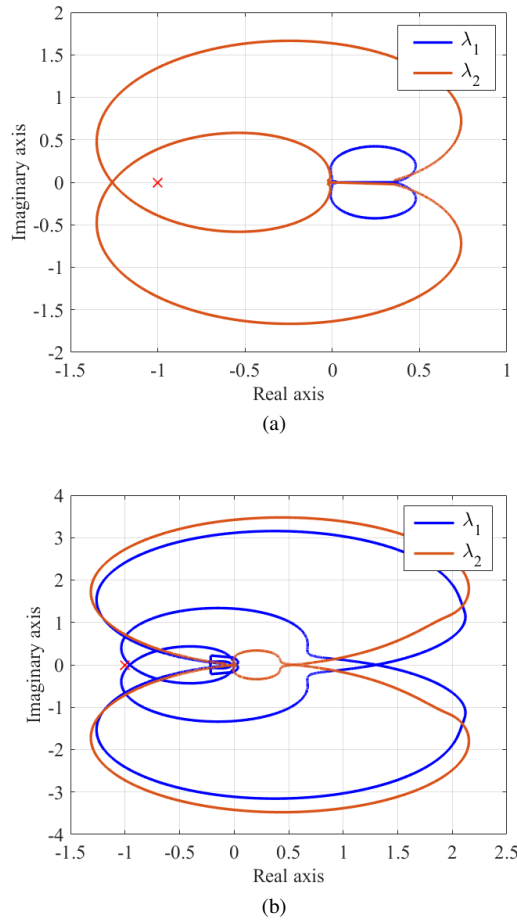 2
1.5
1
0.5
0
-0.5
-1
-1.5
-2
Imaginary axis
-1.5 -1 -0.5 0 0.5 1
Real axis
λ1
λ2
(a)
4
3
2
1
0
-1
-2
-3
-4
Imaginary axis
-1.5 -1 -0.5 0 0.5 1 1.5 2 2.5
Real axis
λ1
λ2
(b)